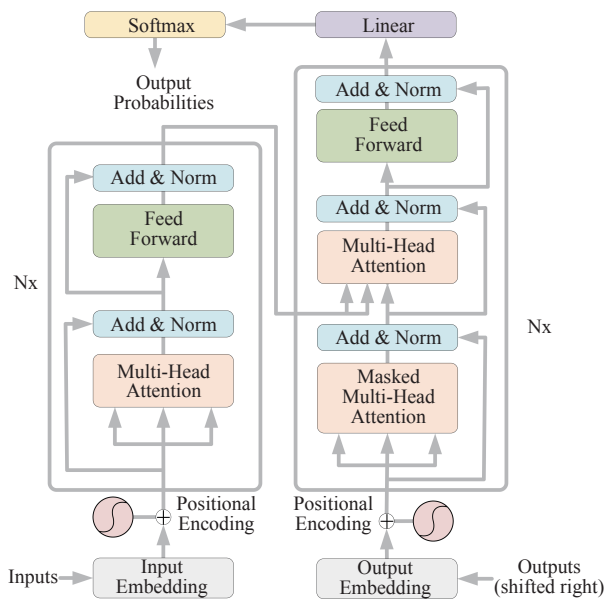 Softmax
Linear
Output
Probabilities
Add & Norm
Feed
Forward
Add & Norm
Multi-Head
Attention
Add & Norm
Masked
Multi-Head
Attention
Nx
Add & Norm
Feed
Forward
Nx
Add & Norm
Multi-Head
Attention
Positional
Encoding
Positional
Encoding
Inputs
Input
Embedding
Output
Embedding
Outputs
(shifted right)